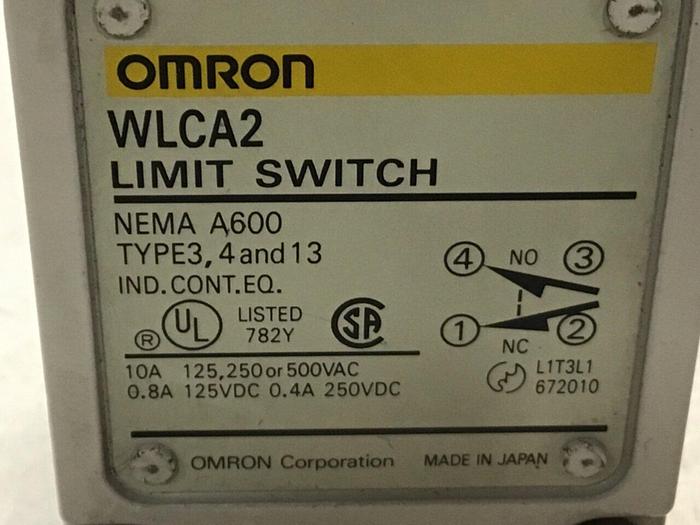 OMRON
WLCA2
LIMIT SWITCH
NEMA A600
TYPE3, 4 and 13
IND. CONT. EQ.
® UL LISTED 782Y SA
10A 125, 250 or 500VAC
0.8A 125VDC 0.4A 250VDC
4 NO 3
1 NC 2
L1T3L1
672010
OMRON Corporation MADE IN JAPAN